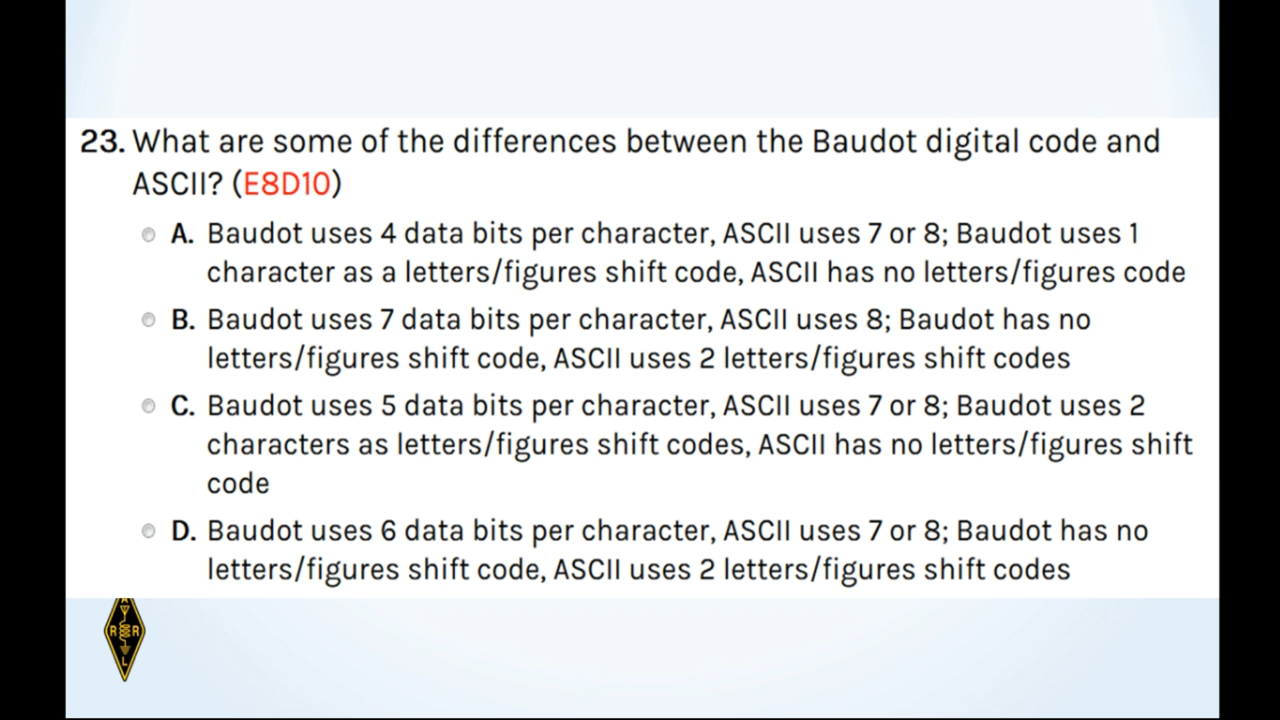 23. What are some of the differences between the Baudot digital code and
ASCII? (E8D10)
A. Baudot uses 4 data bits per character, ASCII uses 7 or 8; Baudot uses 1
character as a letters/figures shift code, ASCII has no letters/figures code
B. Baudot uses 7 data bits per character, ASCII uses 8; Baudot has no
letters/figures shift code, ASCII uses 2 letters/figures shift codes
C. Baudot uses 5 data bits per character, ASCII uses 7 or 8; Baudot uses 2
characters as letters/figures shift codes, ASCII has no letters/figures shift
code
D. Baudot uses 6 data bits per character, ASCII uses 7 or 8; Baudot has no
letters/figures shift code, ASCII uses 2 letters/figures shift codes
A
R R
L